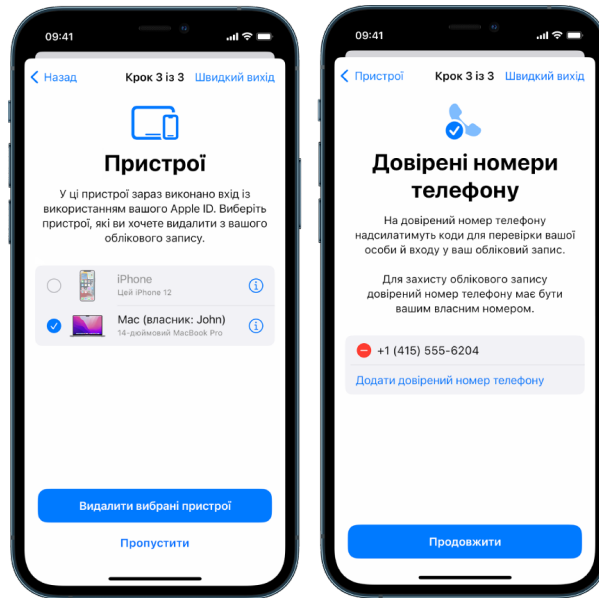 09:41
Назад
Крок 3 із 3
Швидкий вихід
Пристрої
У ці пристрої зараз виконано вхід із
використанням вашого Apple ID. Виберіть
пристрої, які ви хочете видалити з вашого
облікового запису.
iPhone
Цей iPhone 12
Mac (власник: John)
14-дюймовий MacBook Pro
Видалити вибрані пристрої
Пропустити
09:41
Пристрої
Крок 3 із 3
Швидкий вихід
Довірені номери
телефону
На довірений номер телефону
надсилатимуть коди для перевірки вашої
особи й входу у ваш обліковий запис.
Для захисту облікового запису
довірений номер телефону має бути
вашим власним номером.
+1 (415) 555-6204
Додати довірений номер телефону
Продовжити